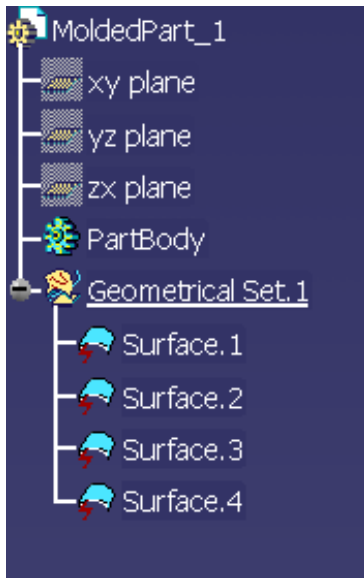 MoldedPart_1
xy plane
yz plane
zx plane
PartBody
Geometrical Set.1
Surface.1
Surface.2
Surface.3
Surface.4